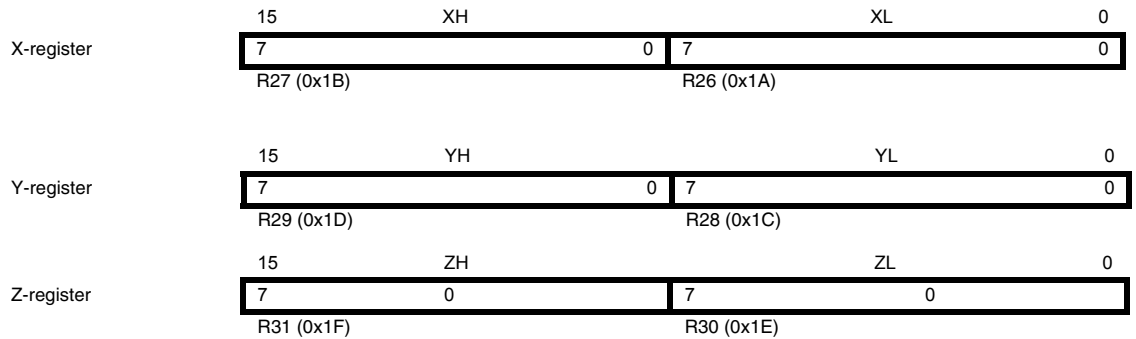 15 XH XL 0
X-register 7 0 7 0
R27 (0x1B) R26 (0x1A)
15 YH YL 0
Y-register 7 0 7 0
R29 (0x1D) R28 (0x1C)
15 ZH ZL 0
Z-register 7 0 7 0
R31 (0x1F) R30 (0x1E)